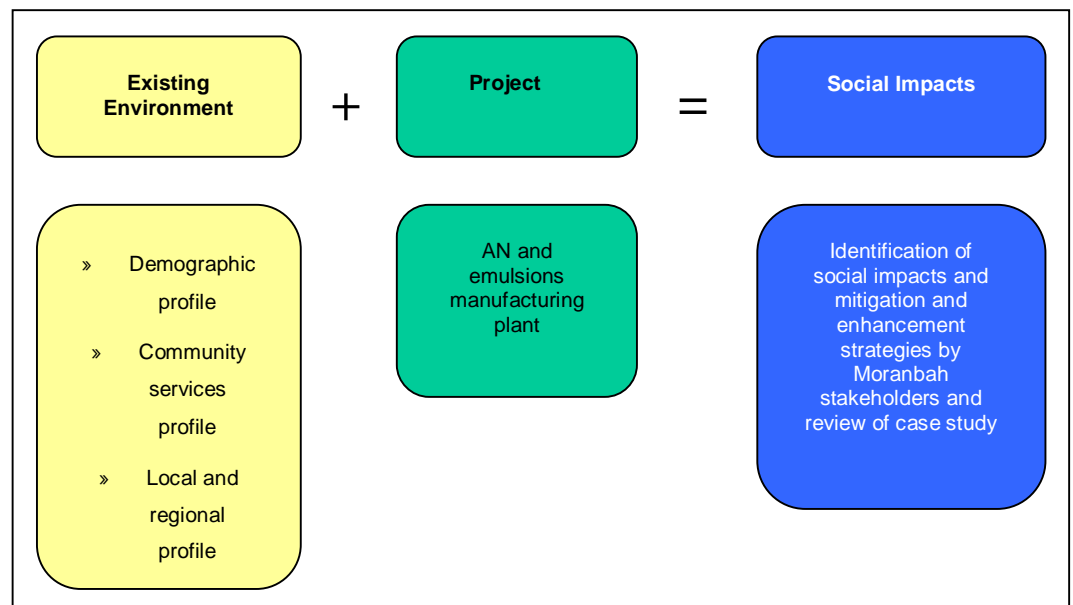 Existing
Environment
+
Project
=
Social Impacts
» Demographic
profile
» Community
services
profile
» Local and
regional
profile
AN and
emulsions
manufacturing
plant
Identification of
social impacts and
mitigation and
enhancement
strategies by
Moranbah
stakeholders and
review of case study